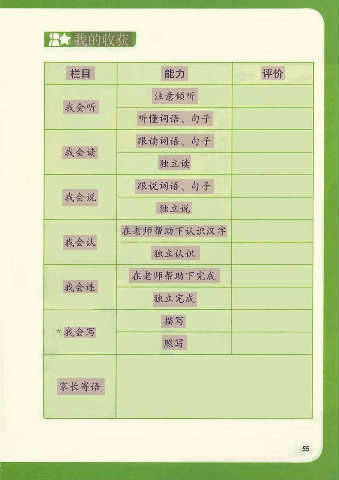 我的收获
栏目 能力 评价
我会听 注意倾听
听懂词语、句子
我会读 跟读词语、句子
独立读
我会说 跟说词语、句子
独立说
我会认 在老师帮助下认识汉字
独立认识
我会连 在老师帮助下完成
独立完成
*我会写 描写
照写
家长寄语
55